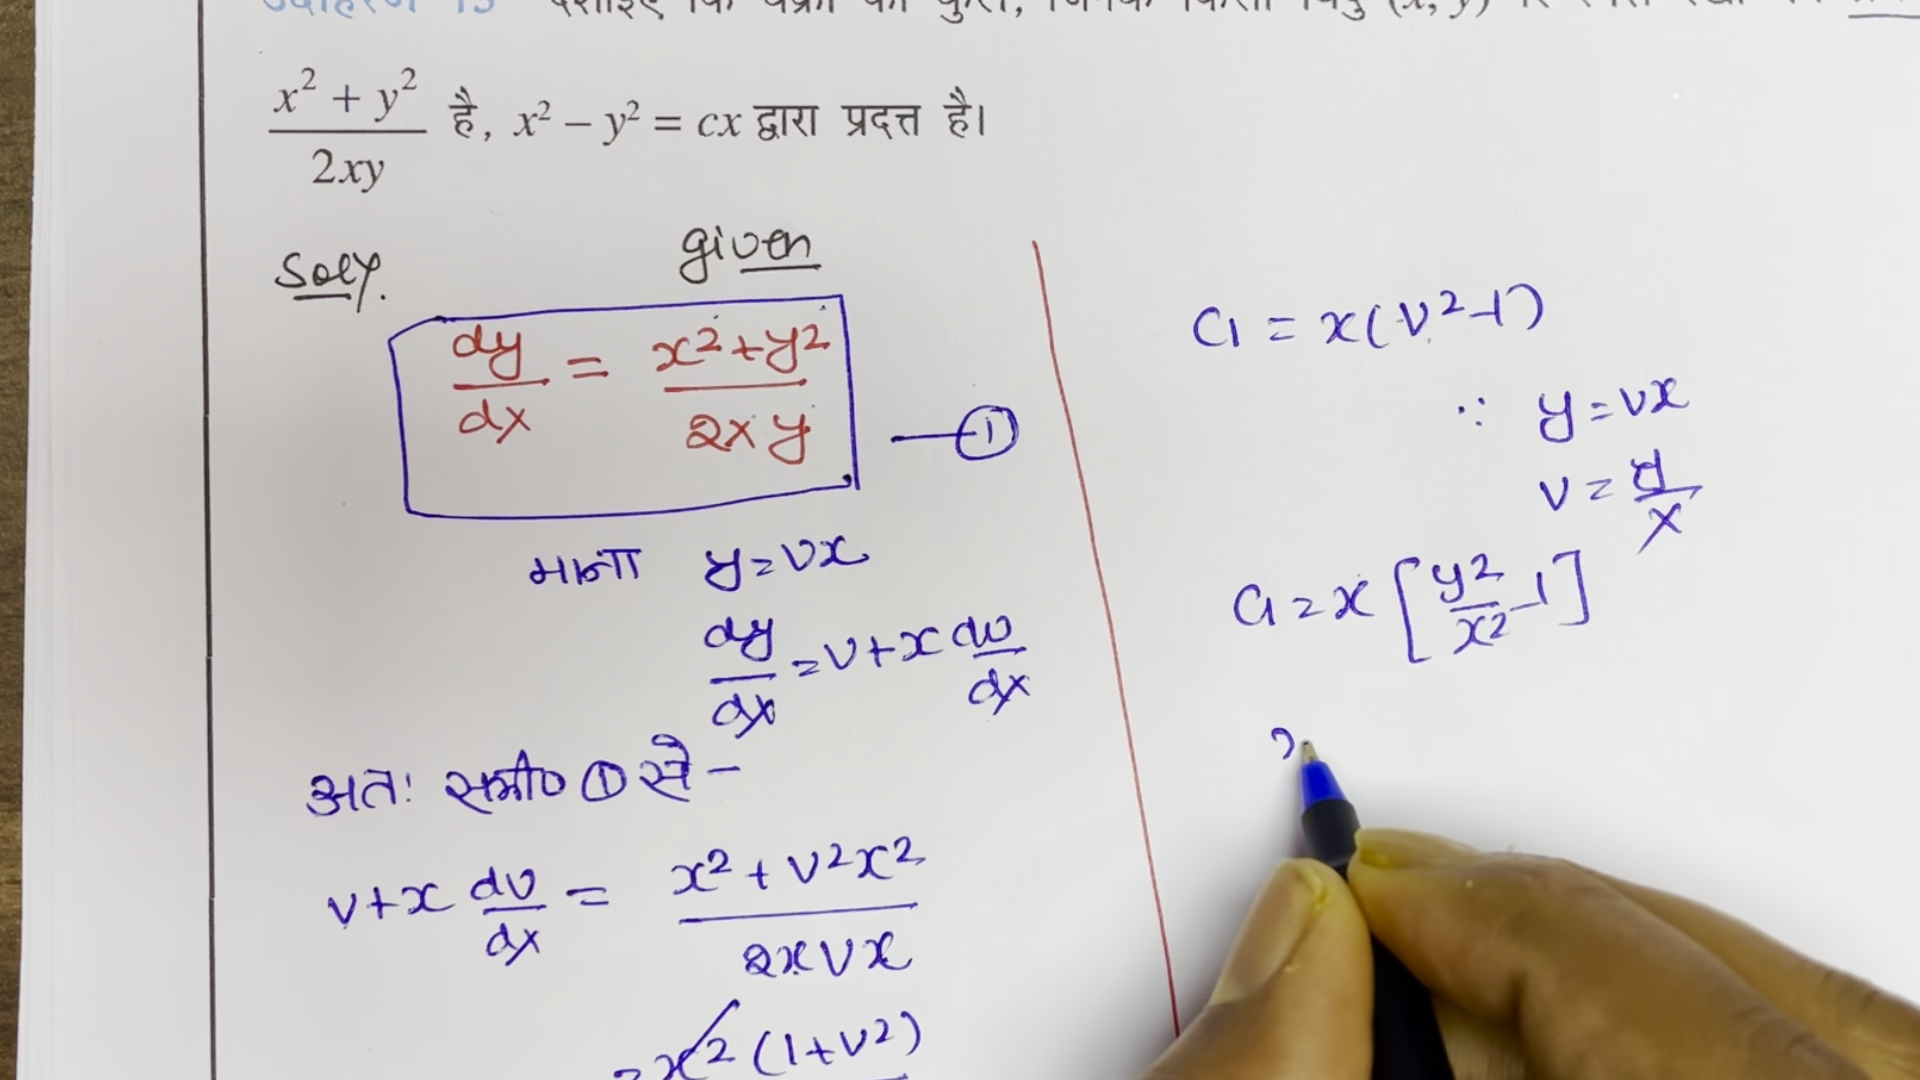 (x, y)
x² + y² / 2xy है, x² – y² = cx द्वारा प्रदत्त है।
Soln. given
dy/dx = x²+y² / 2xy —①
माना y=vx
dy/dx = v+x dv/dx
अतः समी० ① से –
v+x dv/dx = x²+v²x² / 2xvx
= x²(1+v²)
C1 = x(v²-1)
∵ y=vx
v = y/x
C1 = x [y²/x² -1]